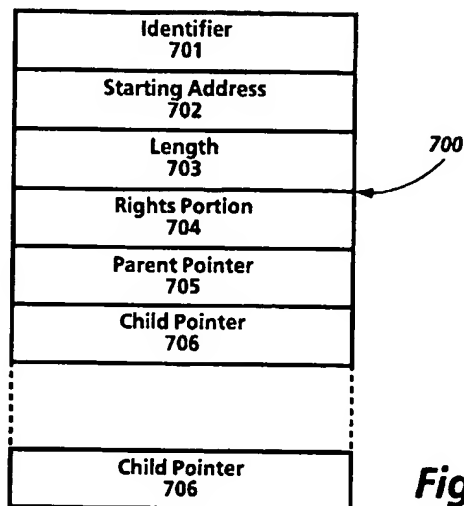 Identifier
701
Starting Address
702
Length
703
700
Rights Portion
704
Parent Pointer
705
Child Pointer
706
Child Pointer
706
Fig